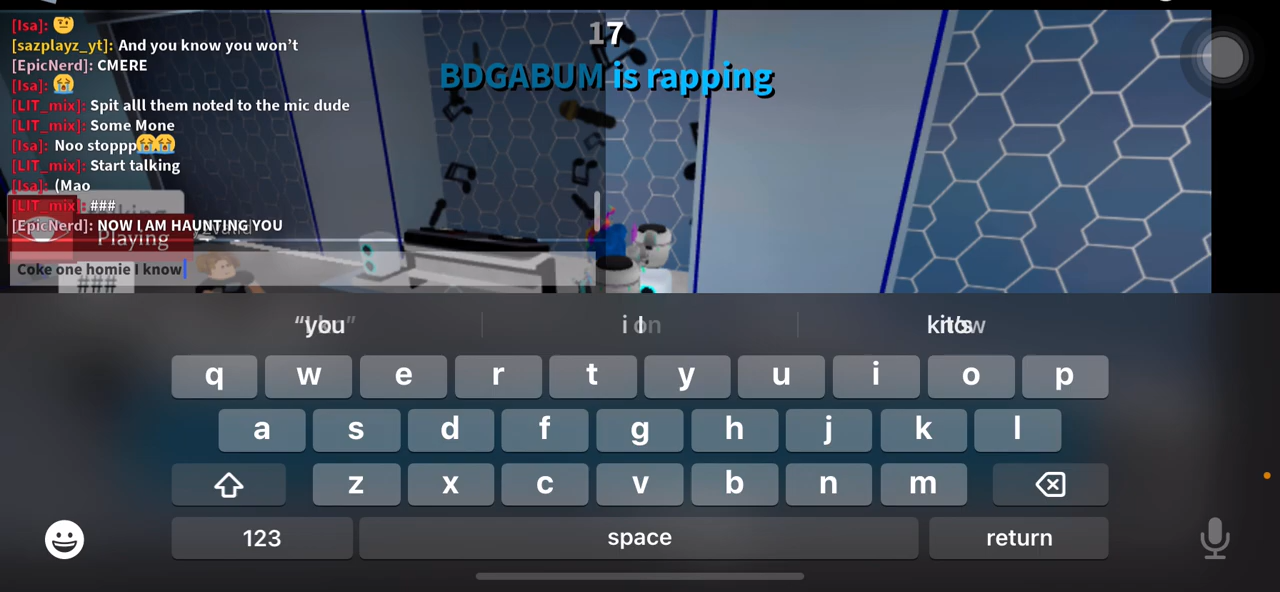 [Isa]: 🤨
[sazplayz_yt]: And you know you won't
[EpicNerd]: CMERE
[Isa]: 😭
[LIT_mix]: Spit alll them noted to the mic dude
[LIT_mix]: Some Mone
[Isa]: Noo stoppp😭😭
[LIT_mix]: Start talking
[Isa]: (Mao
[LIT_mix]: ###
[EpicNerd]: NOW I AM HAUNTING YOU
Playing
Coke one homie I know
###
17
BDGABUM is rapping
q w e r t y u i o p
a s d f g h j k l
z x c v b n m
123 space return